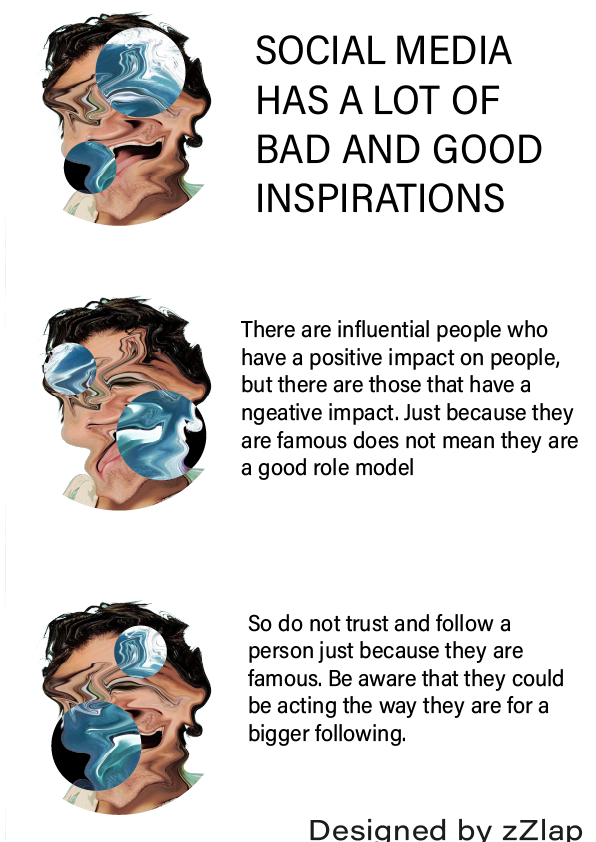 SOCIAL MEDIA
HAS A LOT OF
BAD AND GOOD
INSPIRATIONS
There are influential people who
have a positive impact on people,
but there are those that have a
ngeative impact. Just because they
are famous does not mean they are
a good role model
So do not trust and follow a
person just because they are
famous. Be aware that they could
be acting the way they are for a
bigger following.
Designed by zZlap